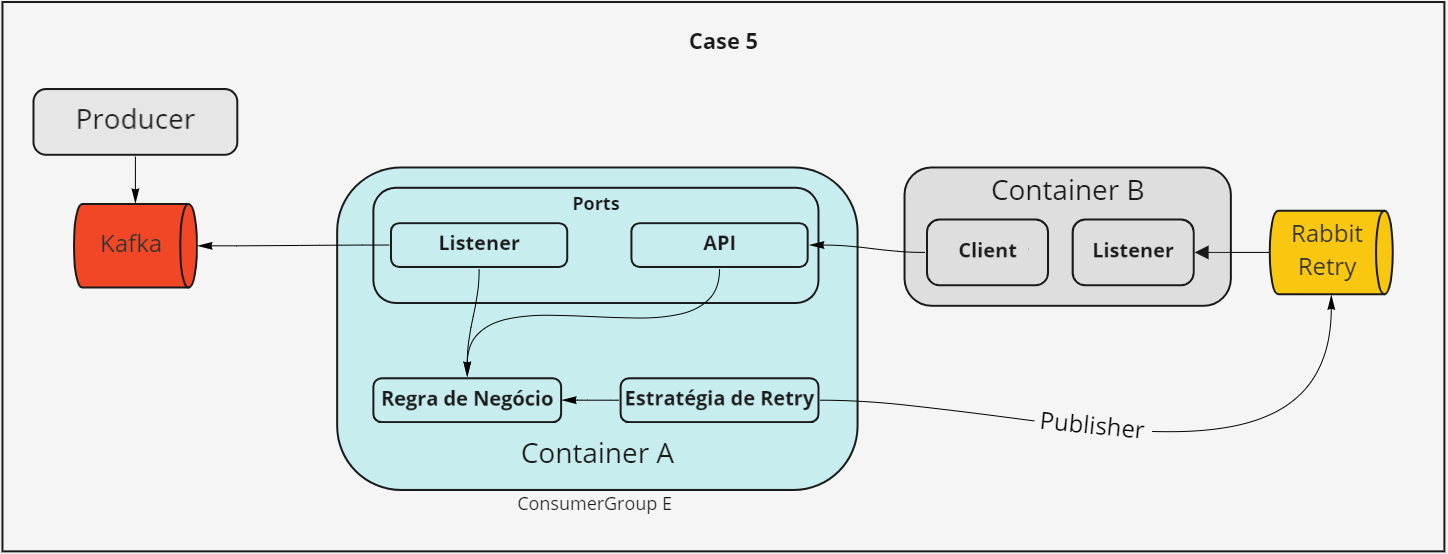 Case 5
Producer
Kafka
Ports
Listener
API
Regra de Negócio
Estratégia de Retry
Container A
ConsumerGroup E
Container B
Client
Listener
Rabbit
Retry
Publisher